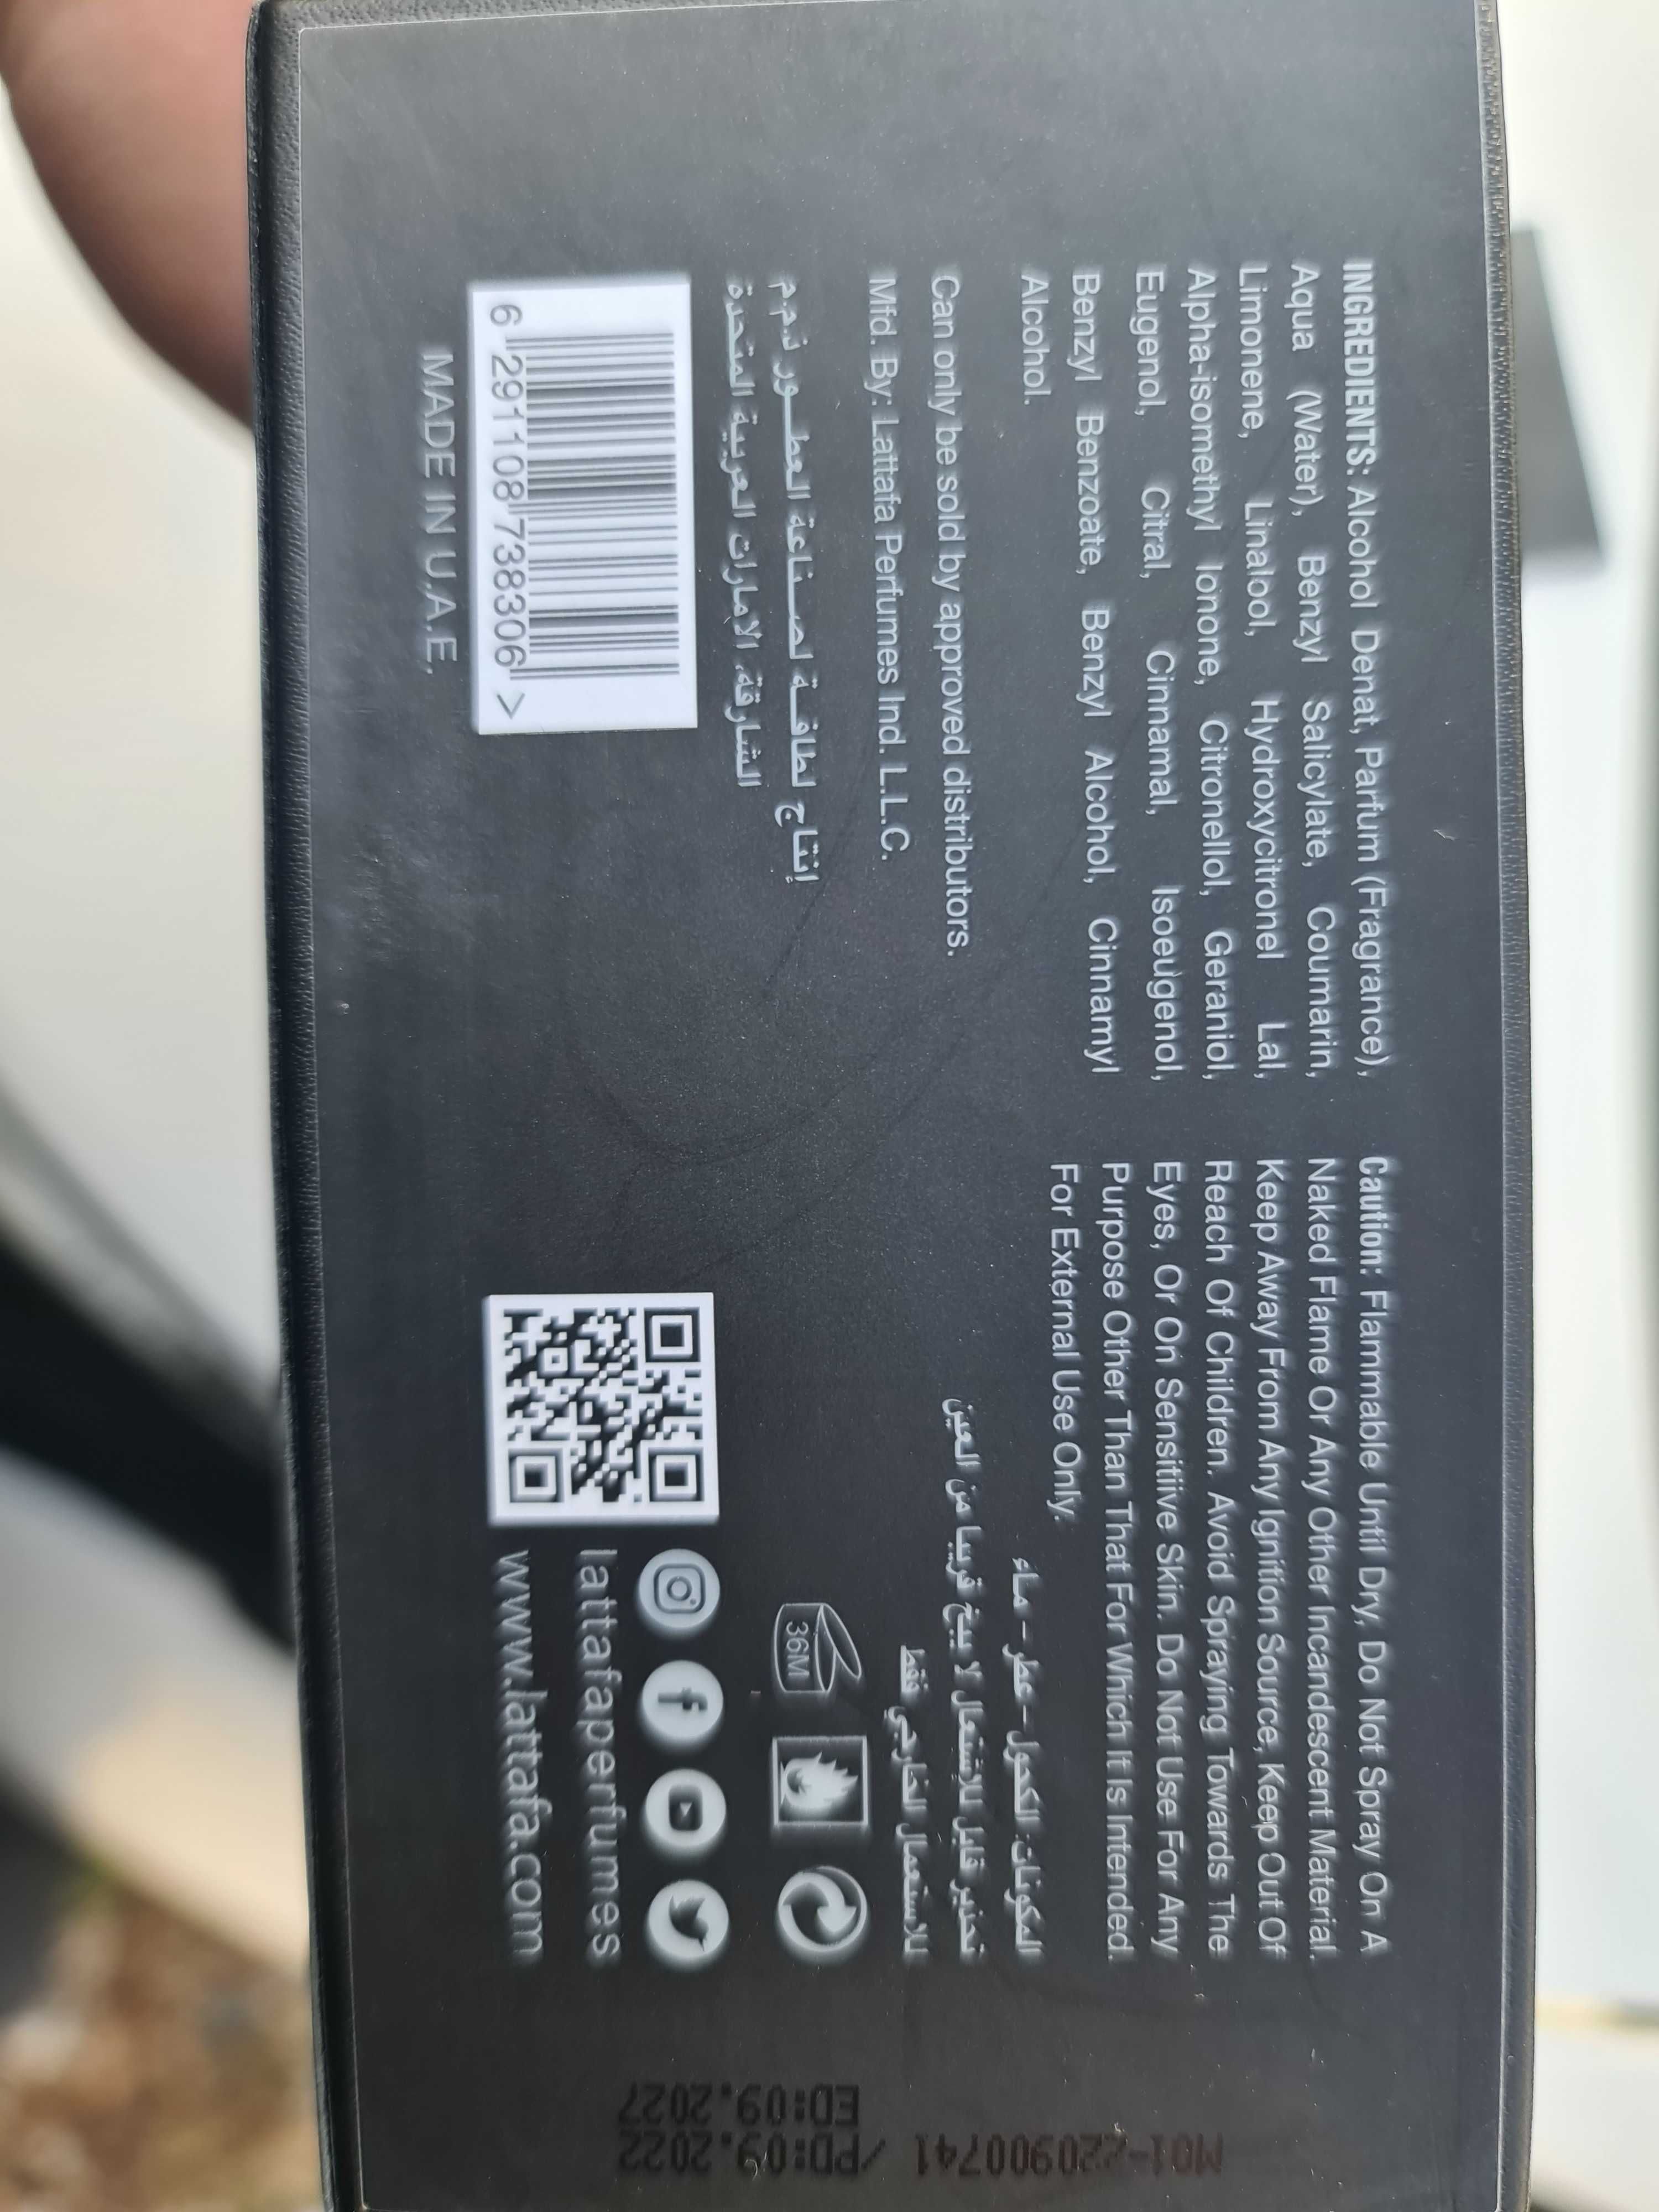 INGREDIENTS: Alcohol Denat, Parfum (Fragrance),
Aqua (Water), Benzyl Salicylate, Coumarin,
Limonene, Linalool, Hydroxycitronel Lal,
Alpha-isomethyl Ionone, Citronellol, Geraniol,
Eugenol, Citral, Cinnamal, Isoeugenol,
Benzyl Benzoate, Benzyl Alcohol, Cinnamyl
Alcohol.
Can only be sold by approved distributors.
Mfd. By: Lattafa Perfumes Ind. L.L.C.
إنتاج لطافة لصناعة العطور ذ.م.م
الشارقة، الامارات العربية المتحدة
6 291108 738306 >
MADE IN U.A.E,
Caution: Flammable Until Dry, Do Not Spray On A
Naked Flame Or Any Other Incandescent Material.
Keep Away From Any Ignition Source, Keep Out Of
Reach Of Children. Avoid Spraying Towards The
Eyes, Or On Sensitive Skin. Do Not Use For Any
Purpose Other Than That For Which It Is Intended.
For External Use Only.
المكونات: الكحول - عطر - ماء
تحذير: قابل للإشتعال لا يبخ قريبا من العين
للاستعمال الخارجي فقط
36M
lattafaperfumes
www.lattafa.com
M01-220900741 /PD:09.2022
ED:09.2027